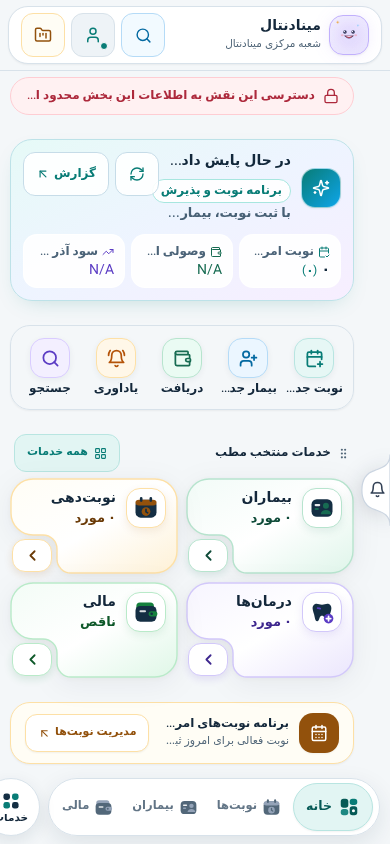 مینادنتال
شعبه مرکزی مینادنتال
دسترسی این نقش به اطلاعات این بخش محدود ا...
در حال پایش داد...
برنامه نوبت و پذیرش
با ثبت نوبت، بیمار...
گزارش
نوبت امر...
۰ (۰)
وصولی ا...
N/A
سود آذر ...
N/A
نوبت جد...
بیمار جد...
دریافت
یادآوری
جستجو
خدمات منتخب مطب
همه خدمات
بیماران
۰ مورد
نوبت‌دهی
۰ مورد
درمان‌ها
۰ مورد
مالی
ناقص
برنامه نوبت‌های امر...
نوبت فعالی برای امروز ثبـ...
مدیریت نوبت‌ها
خانه
نوبت‌ها
بیماران
مالی
خدمات